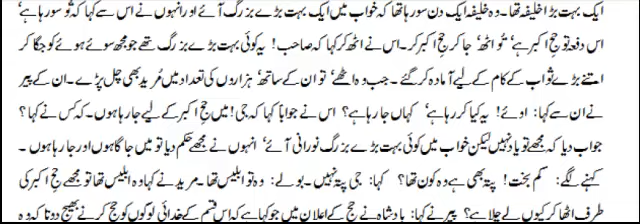 ایک بہت بڑا خلیفہ تھا۔ وہ خلیفہ ایک دن سو رہا تھا کہ خواب میں ایک بہت بڑے بزرگ آئے اور انہوں نے اس سے کہا کہ تُو سو رہا ہے‘
اس دفعہ تو حجِ اکبر ہے‘ تُو اٹھ‘ جا کر حجِ اکبر کر۔ اس نے اٹھ کر کہا کہ صاحب! یہ کوئی بہت بڑے بزرگ تھے جو مجھ سوئے ہوئے کو جگا کر
اتنے بڑے ثواب کے کام کے لیے آمادہ کر گئے۔ جب وہ اٹھے‘ تو ان کے ساتھ‘ ہزاروں کی تعداد میں مُرید بھی چل پڑے۔ ان کے پیر
نے ان سے کہا: اوئے! یہ کیا کر رہا ہے‘ کہاں جا رہا ہے؟ اس نے جواباً کہا کہ جی! میں حجِ اکبر کے لیے جا رہا ہوں۔ کہ کس نے کہا؟
جواب دیا کہ مجھے تو یاد نہیں لیکن خواب میں کوئی بہت بڑے بزرگ نورانی آئے‘ انہوں نے مجھے حکم دیا تو میں جاگا ہوں اور جا رہا ہوں۔
کہنے لگے: کم بخت! پتہ بھی ہے وہ کون تھا؟ کہا: جی پتہ نہیں۔ بولے: وہ تو ابلیس تھا۔ مرید نے کہا وہ ابلیس تھا تو مجھے حجِ اکبر کی
طرف اٹھا کر کیوں لے چلا ہے؟ پیر نے کہا: بادشاہ نے حج کے اعلان میں جو کہا ہے کہ اس قسم کے خدائی لوگوں کو حج کرنے بھیج دو تا کہ وہ